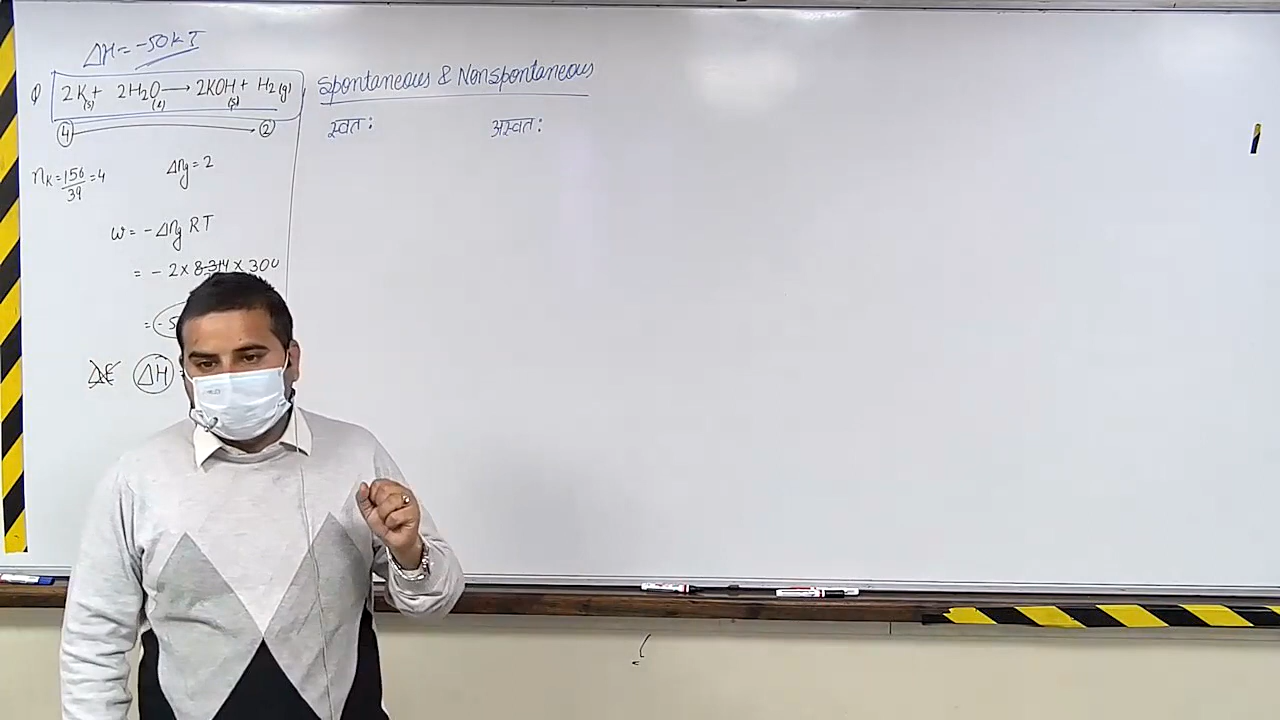 ΔH = -50 kJ
Q 2K(s) + 2H₂O(l) → 2KOH(s) + H₂(g)
4 → 2
nK = 156/39 = 4
Δng = 2
w = -Δng RT
= - 2 × 8.314 × 300
= -5
ΔE ΔH =
Spontaneous & Nonspontaneous
स्वत : अस्वत :